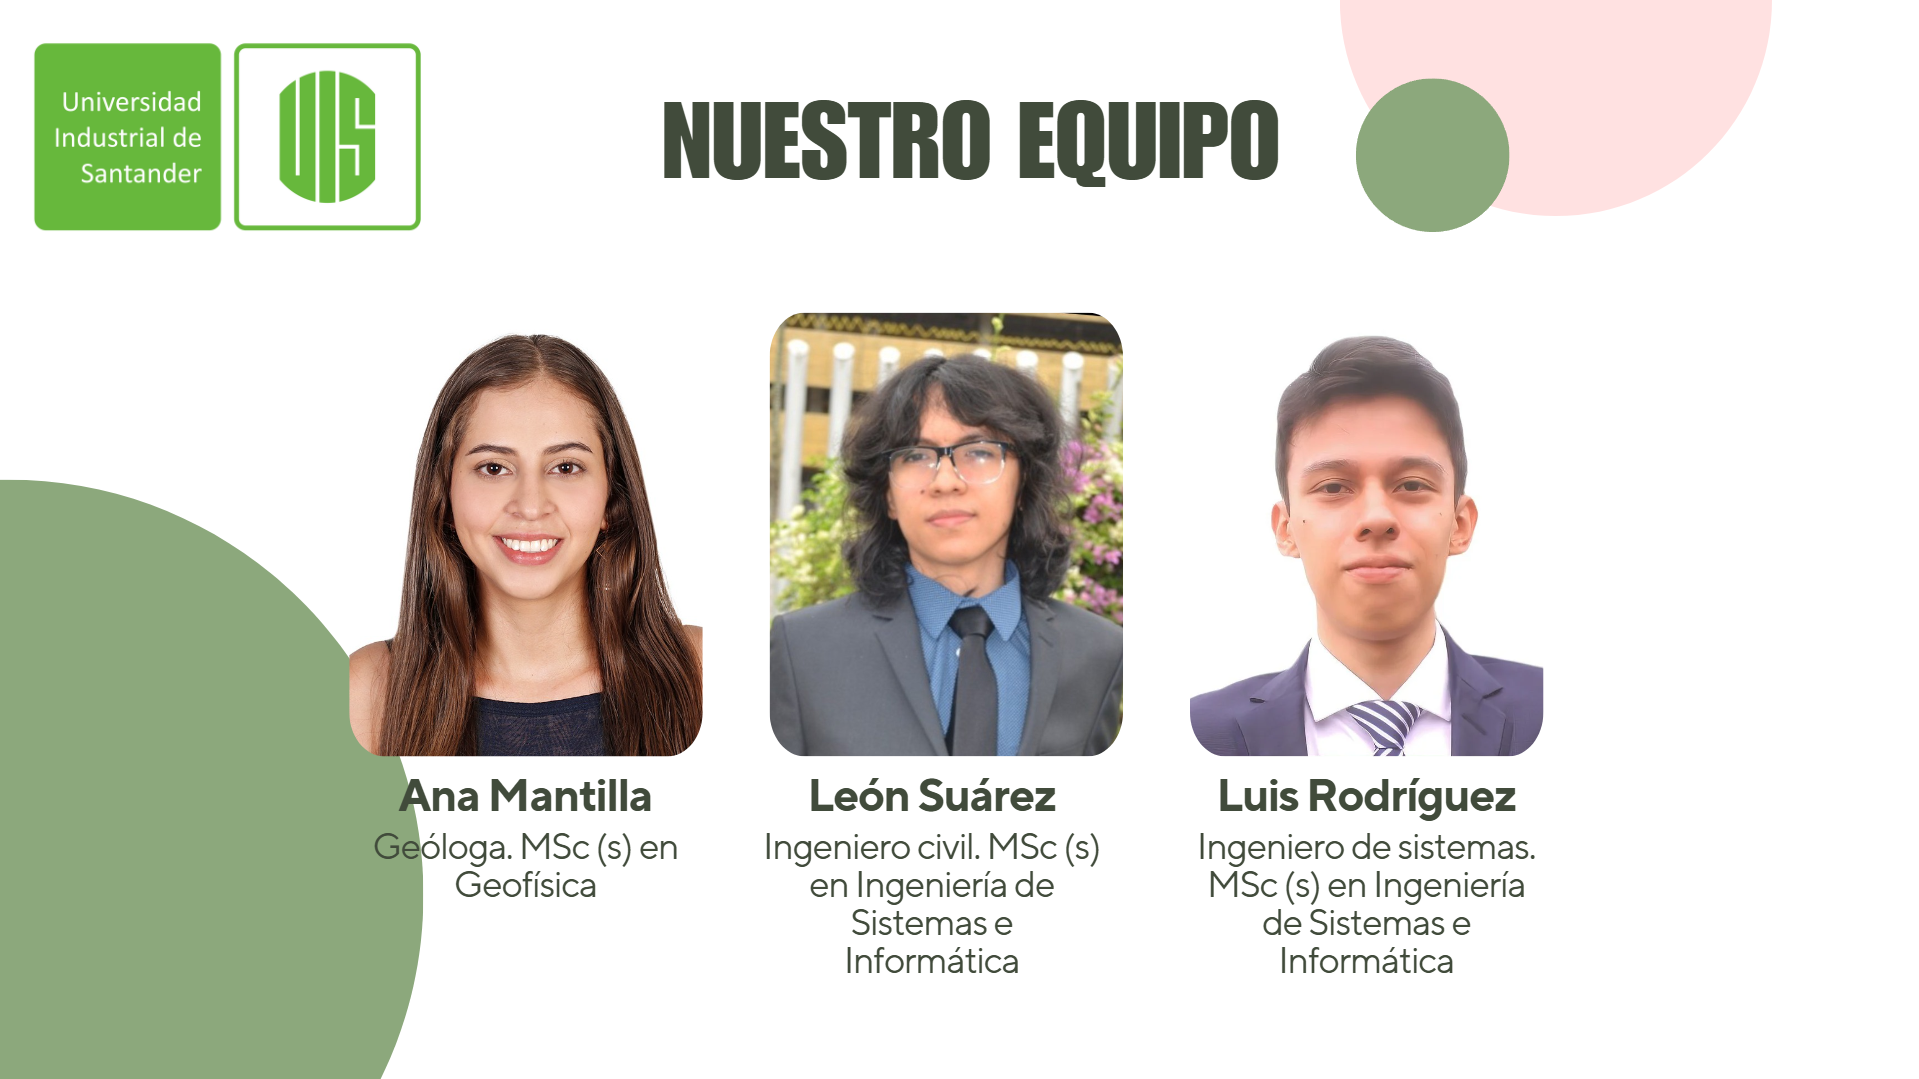 Universidad
Industrial de
Santander
UIS
NUESTRO EQUIPO
Ana Mantilla
Geóloga. MSc (s) en
Geofísica
León Suárez
Ingeniero civil. MSc (s)
en Ingeniería de
Sistemas e
Informática
Luis Rodríguez
Ingeniero de sistemas.
MSc (s) en Ingeniería
de Sistemas e
Informática